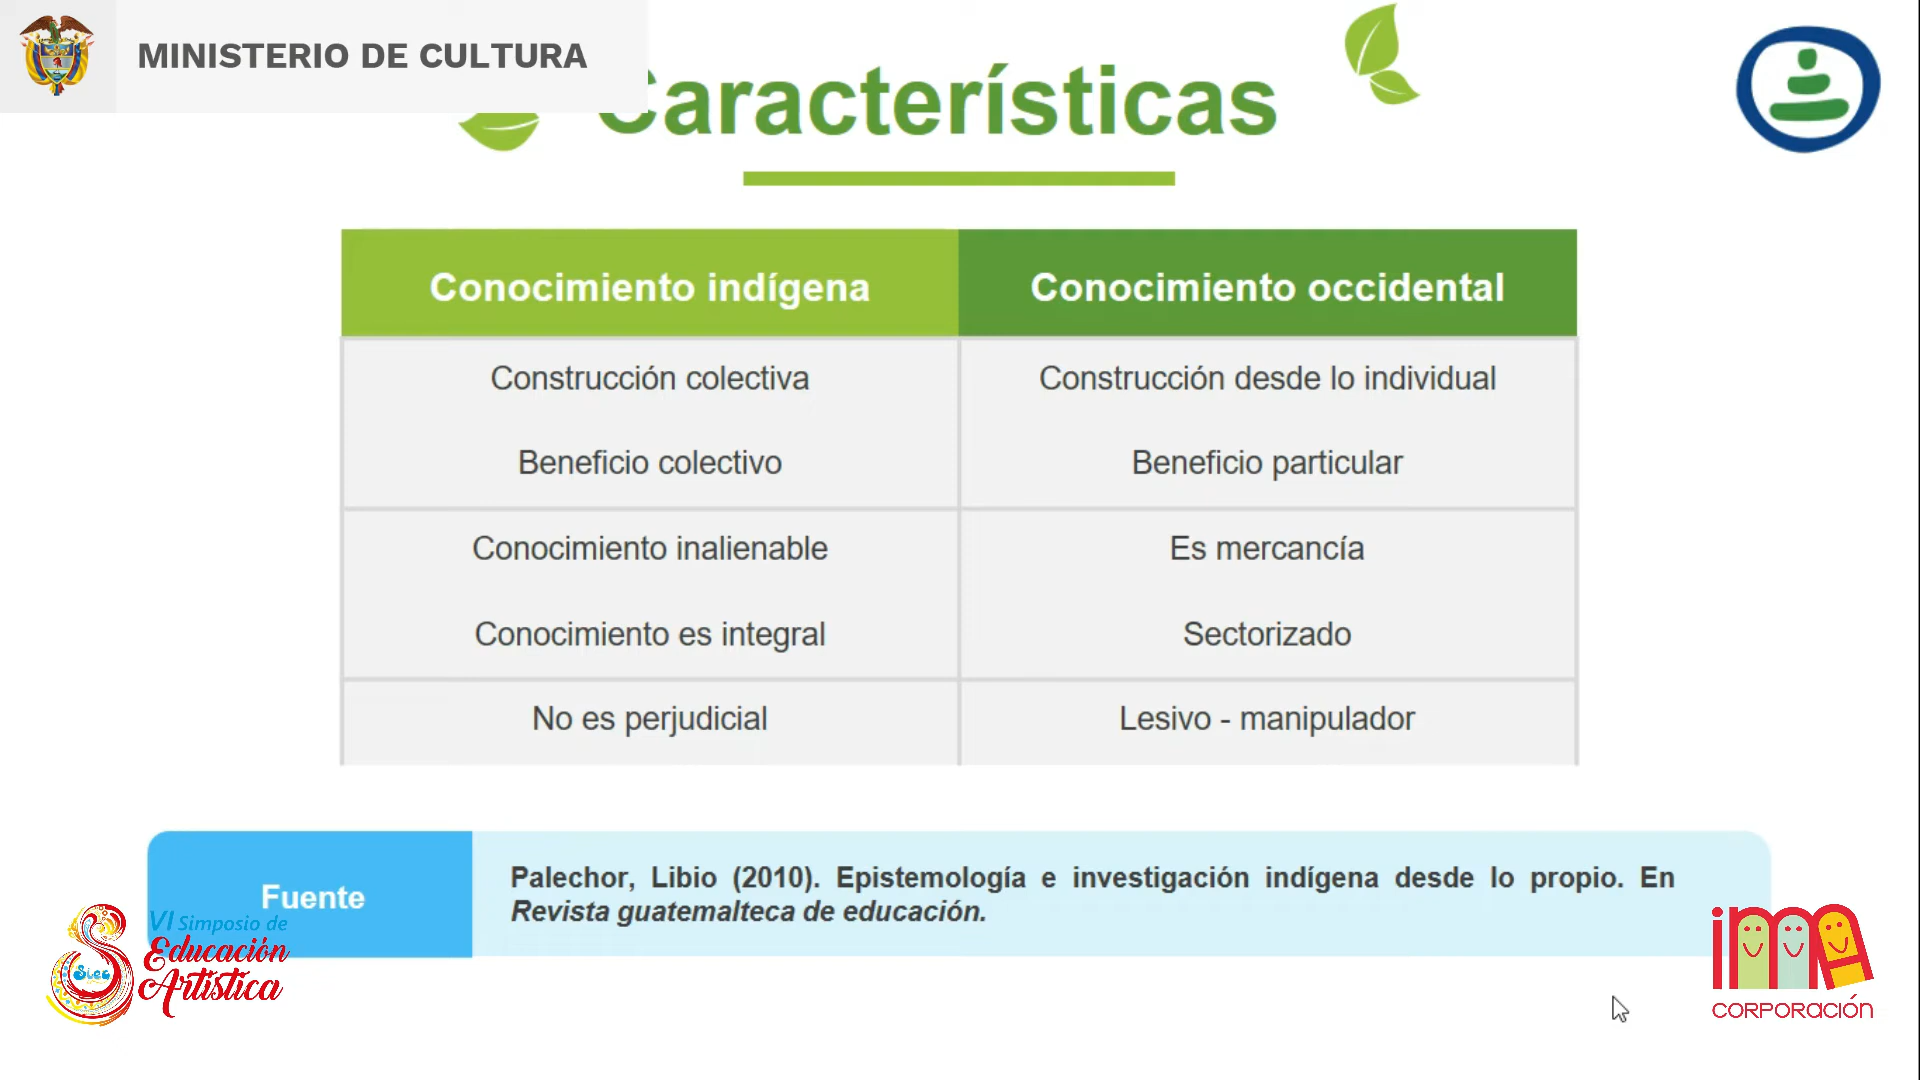 MINISTERIO DE CULTURA
Características
Conocimiento indígena
Conocimiento occidental
Construcción colectiva
Construcción desde lo individual
Beneficio colectivo
Beneficio particular
Conocimiento inalienable
Es mercancía
Conocimiento es integral
Sectorizado
No es perjudicial
Lesivo - manipulador
Fuente
Palechor, Libio (2010). Epistemología e investigación indígena desde lo propio. En
Revista guatemalteca de educación.
VI Simposio de
Educación
Artística
Siea
ima
CORPORACIÓN